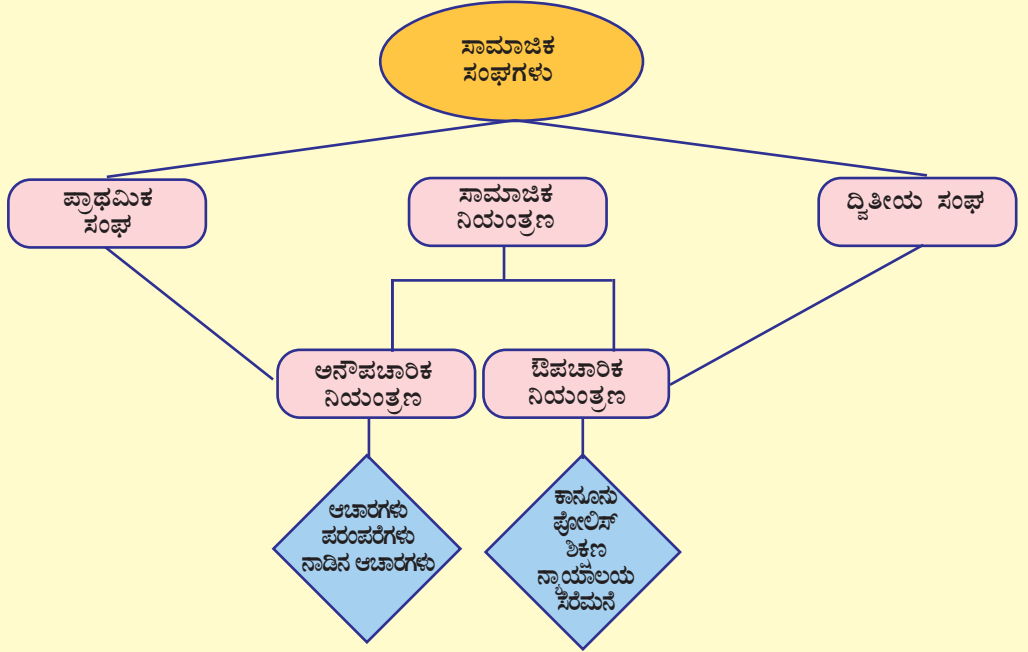 ಸಾಮಾಜಿಕ
ಸಂಘಗಳು
ಪ್ರಾಥಮಿಕ
ಸಂಘ
ಸಾಮಾಜಿಕ
ನಿಯಂತ್ರಣ
ದ್ವಿತೀಯ ಸಂಘ
ಅನೌಪಚಾರಿಕ
ನಿಯಂತ್ರಣ
ಔಪಚಾರಿಕ
ನಿಯಂತ್ರಣ
ಆಚಾರಗಳು
ಪರಂಪರೆಗಳು
ನಾಡಿನ ಆಚಾರಗಳು
ಕಾನೂನು
ಪೋಲಿಸ್
ಶಿಕ್ಷಣ
ನ್ಯಾಯಾಲಯ
ಸೆರೆಮನೆ